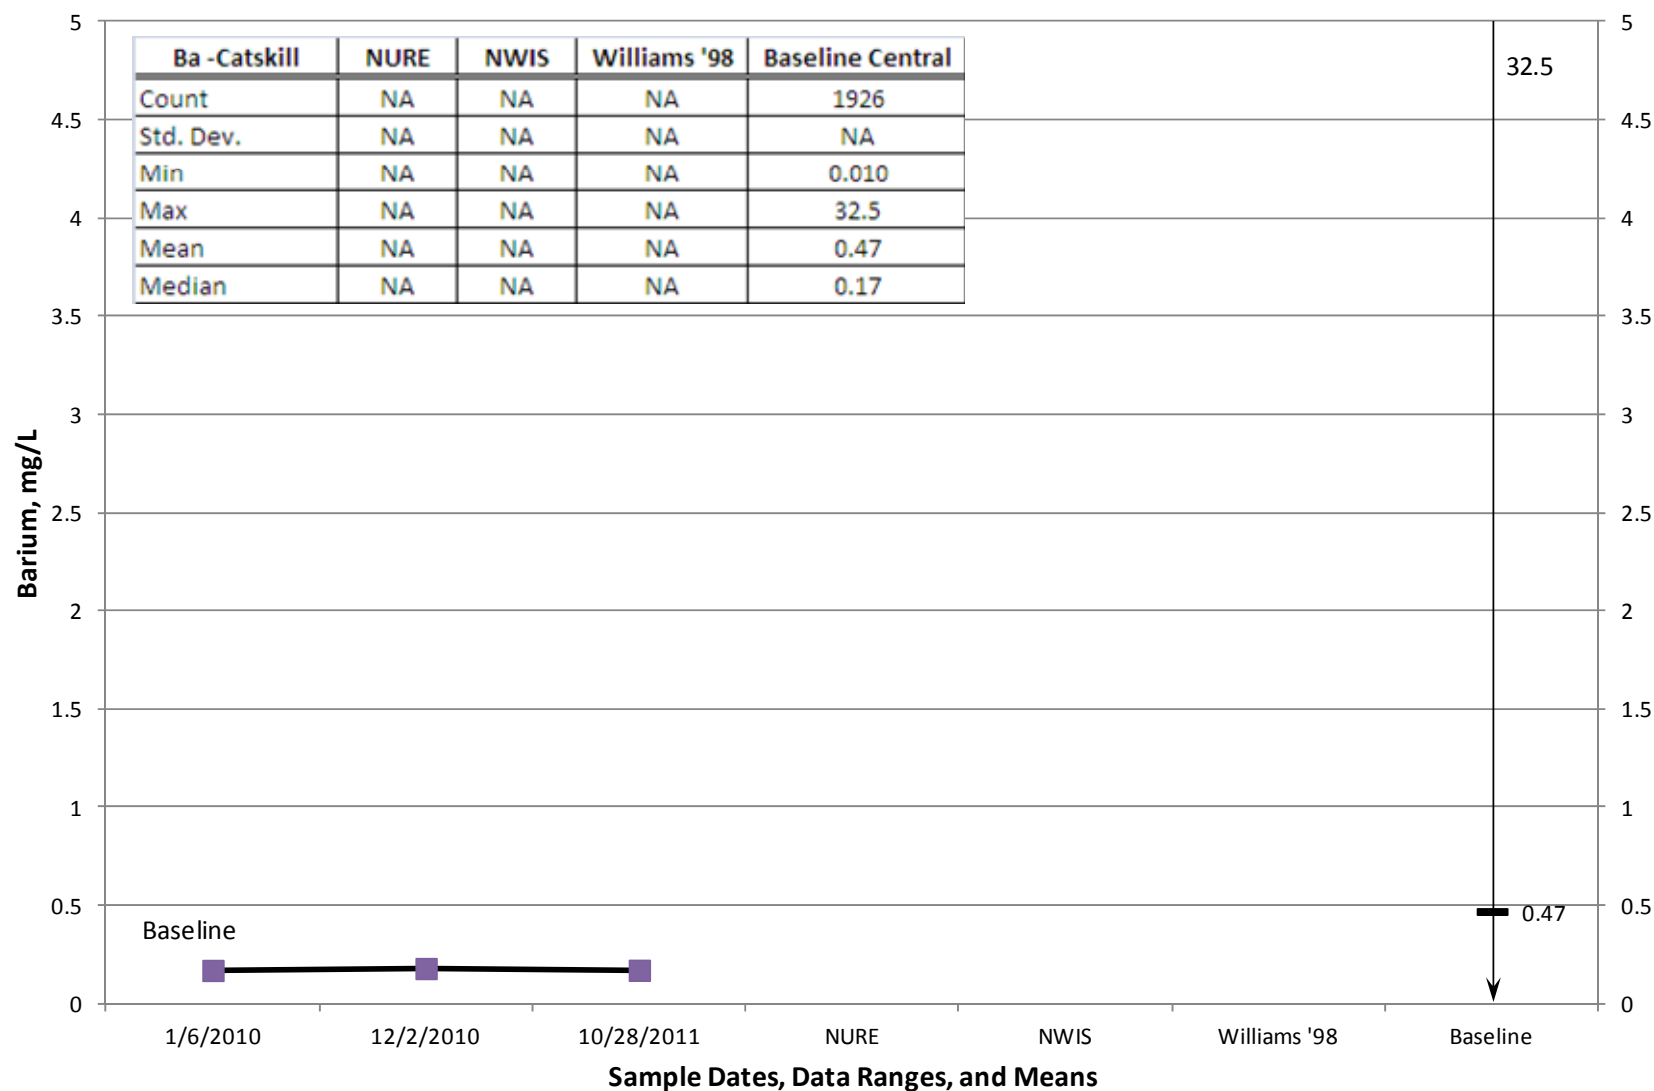 Ba -Catskill NURE NWIS Williams '98 Baseline Central
Count NA NA NA 1926
Std. Dev. NA NA NA NA
Min NA NA NA 0.010
Max NA NA NA 32.5
Mean NA NA NA 0.47
Median NA NA NA 0.17
32.5
0.47
Baseline
Barium, mg/L
5
4.5
4
3.5
3
2.5
2
1.5
1
0.5
0
5
4.5
4
3.5
3
2.5
2
1.5
1
0.5
0
1/6/2010 12/2/2010 10/28/2011 NURE NWIS Williams '98 Baseline
Sample Dates, Data Ranges, and Means